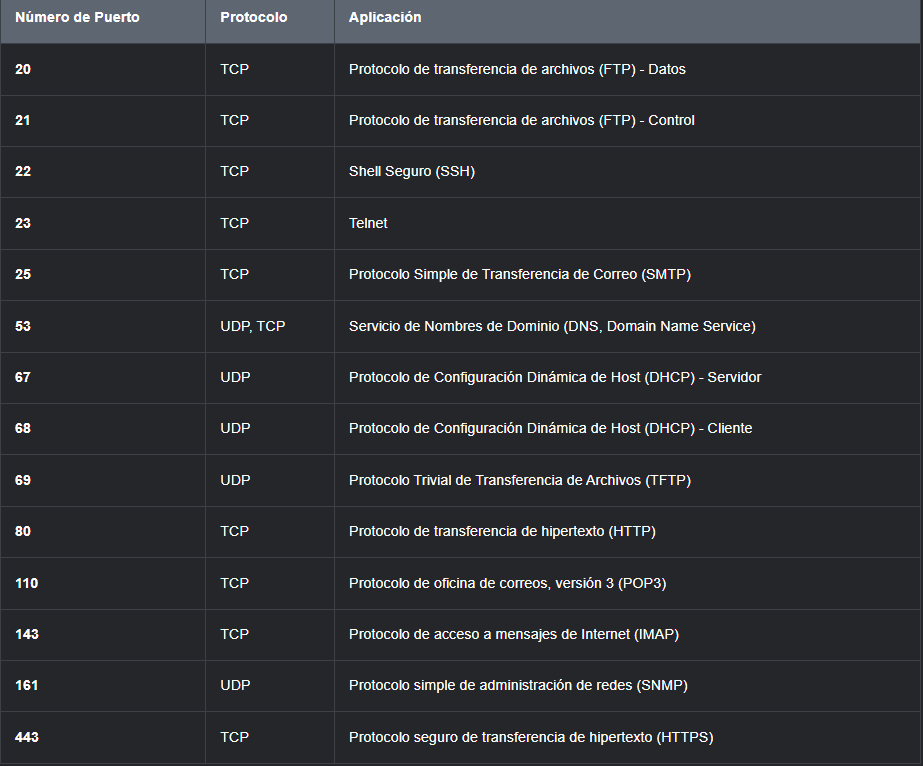 Número de Puerto Protocolo Aplicación
20 TCP Protocolo de transferencia de archivos (FTP) - Datos
21 TCP Protocolo de transferencia de archivos (FTP) - Control
22 TCP Shell Seguro (SSH)
23 TCP Telnet
25 TCP Protocolo Simple de Transferencia de Correo (SMTP)
53 UDP, TCP Servicio de Nombres de Dominio (DNS, Domain Name Service)
67 UDP Protocolo de Configuración Dinámica de Host (DHCP) - Servidor
68 UDP Protocolo de Configuración Dinámica de Host (DHCP) - Cliente
69 UDP Protocolo Trivial de Transferencia de Archivos (TFTP)
80 TCP Protocolo de transferencia de hipertexto (HTTP)
110 TCP Protocolo de oficina de correos, versión 3 (POP3)
143 TCP Protocolo de acceso a mensajes de Internet (IMAP)
161 UDP Protocolo simple de administración de redes (SNMP)
443 TCP Protocolo seguro de transferencia de hipertexto (HTTPS)